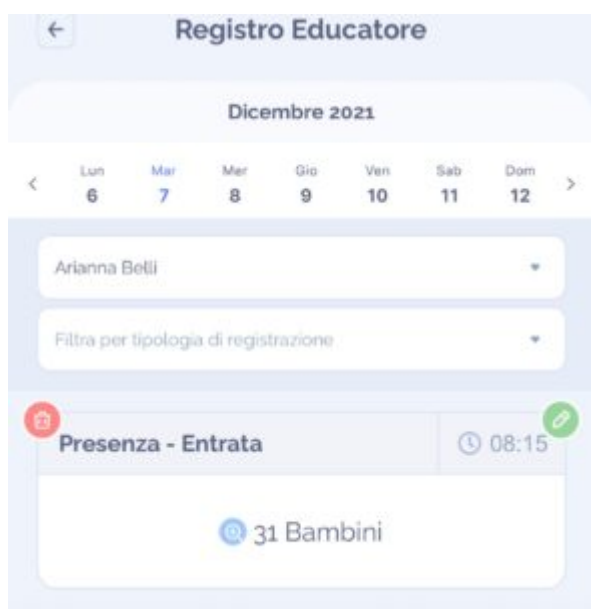 Registro Educatore
Dicembre 2021
Lun Mar Mer Gio Ven Sab Dom
6 7 8 9 10 11 12
Arianna Belli
Filtra per tipologia di registrazione
Presenza - Entrata 08:15
31 Bambini